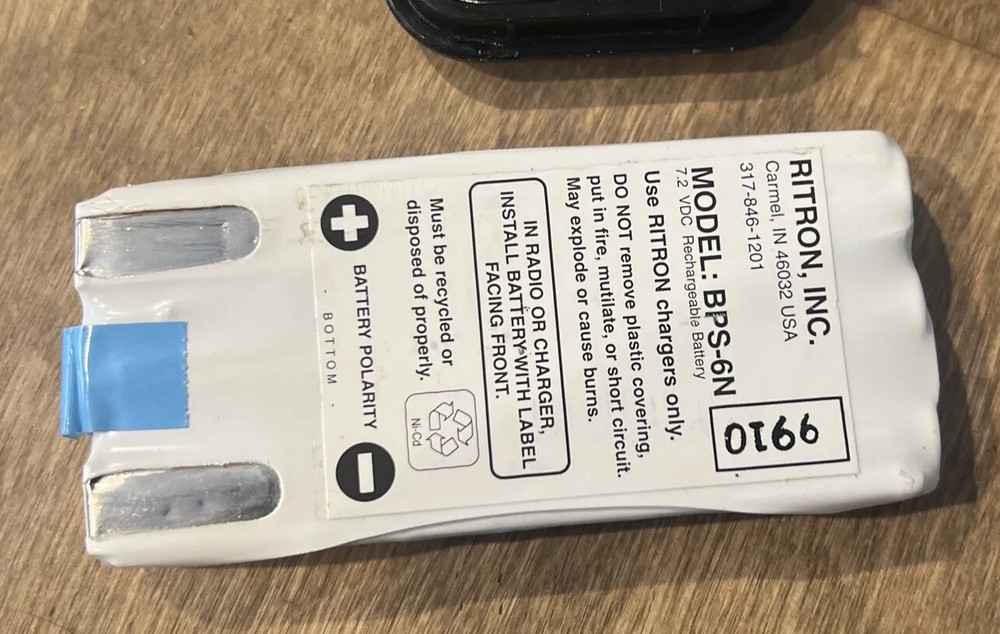 RITRON, INC.
Carmel, IN 46032 USA
317-846-1201
MODEL: BPS-6N
7.2 VDC Rechargeable Battery
9910
Use RITRON chargers only.
DO NOT remove plastic covering,
put in fire, mutilate, or short circuit.
May explode or cause burns.
IN RADIO OR CHARGER,
INSTALL BATTERY WITH LABEL
FACING FRONT.
Must be recycled or
disposed of properly.
Ni-Cd
+ BATTERY POLARITY −
. BOTTOM .